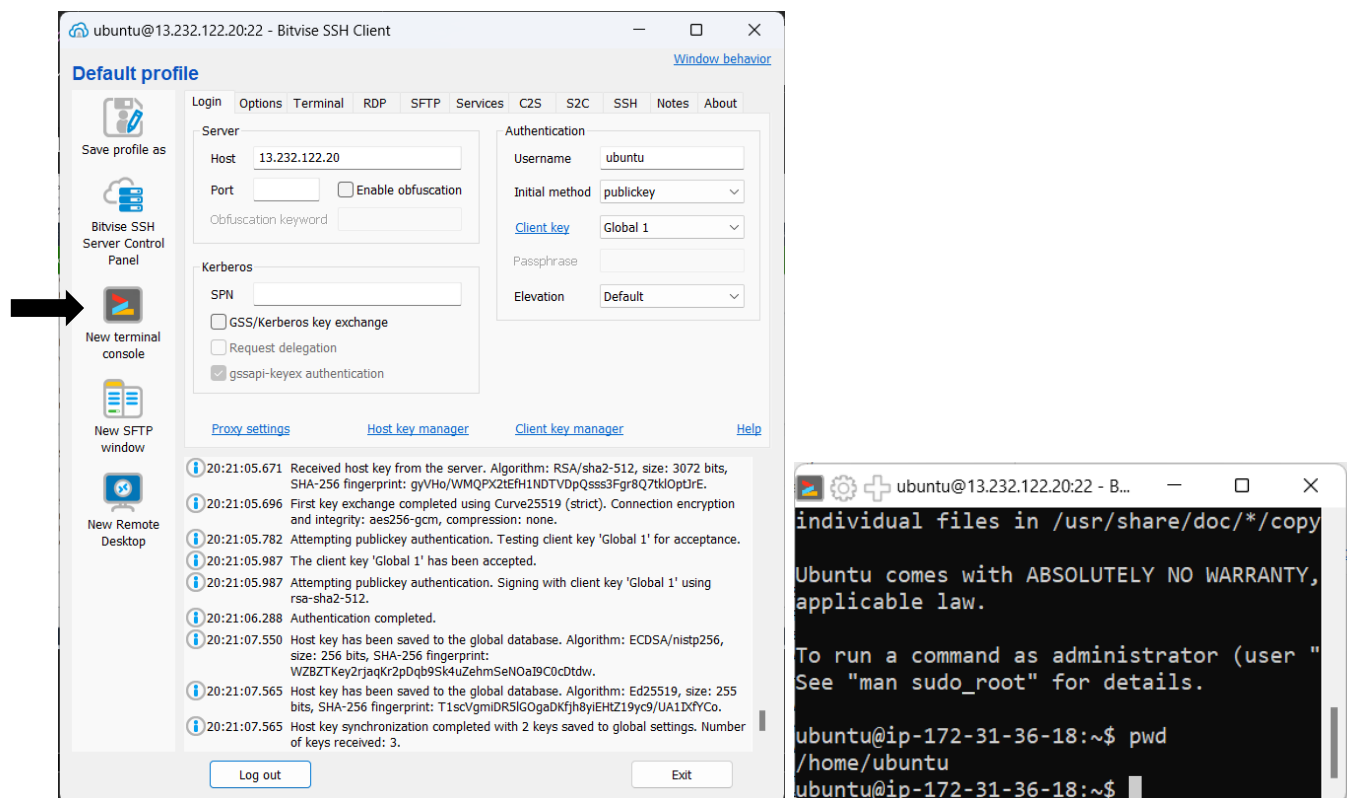 ubuntu@13.232.122.20:22 - Bitvise SSH Client
Window behavior
Default profile
Save profile as
Bitvise SSH
Server Control
Panel
New terminal
console
New SFTP
window
New Remote
Desktop
Login Options Terminal RDP SFTP Services C2S S2C SSH Notes About
Server
Host 13.232.122.20
Port Enable obfuscation
Obfuscation keyword
Kerberos
SPN
GSS/Kerberos key exchange
Request delegation
gssapi-keyex authentication
Authentication
Username ubuntu
Initial method publickey
Client key Global 1
Passphrase
Elevation Default
Proxy settings Host key manager Client key manager Help
20:21:05.671 Received host key from the server. Algorithm: RSA/sha2-512, size: 3072 bits,
SHA-256 fingerprint: gyVHo/WMQPX2tEfH1NDTVDpQsss3Fgr8Q7tklOptJrE.
20:21:05.696 First key exchange completed using Curve25519 (strict). Connection encryption
and integrity: aes256-gcm, compression: none.
20:21:05.782 Attempting publickey authentication. Testing client key 'Global 1' for acceptance.
20:21:05.987 The client key 'Global 1' has been accepted.
20:21:05.987 Attempting publickey authentication. Signing with client key 'Global 1' using
rsa-sha2-512.
20:21:06.288 Authentication completed.
20:21:07.550 Host key has been saved to the global database. Algorithm: ECDSA/nistp256,
size: 256 bits, SHA-256 fingerprint:
WZBZTKey2rjaqKr2pDqb9Sk4uZehmSeNOaI9C0cDtdw.
20:21:07.565 Host key has been saved to the global database. Algorithm: Ed25519, size: 255
bits, SHA-256 fingerprint: T1scVgmiDR5lGOgaDKfjh8yiEHtZ19yc9/UA1IXfYCo.
20:21:07.565 Host key synchronization completed with 2 keys saved to global settings. Number
of keys received: 3.
Log out
Exit
ubuntu@13.232.122.20:22 - B...
individual files in /usr/share/doc/*/copy
Ubuntu comes with ABSOLUTELY NO WARRANTY,
applicable law.
To run a command as administrator (user "
See "man sudo_root" for details.
ubuntu@ip-172-31-36-18:~$ pwd
/home/ubuntu
ubuntu@ip-172-31-36-18:~$